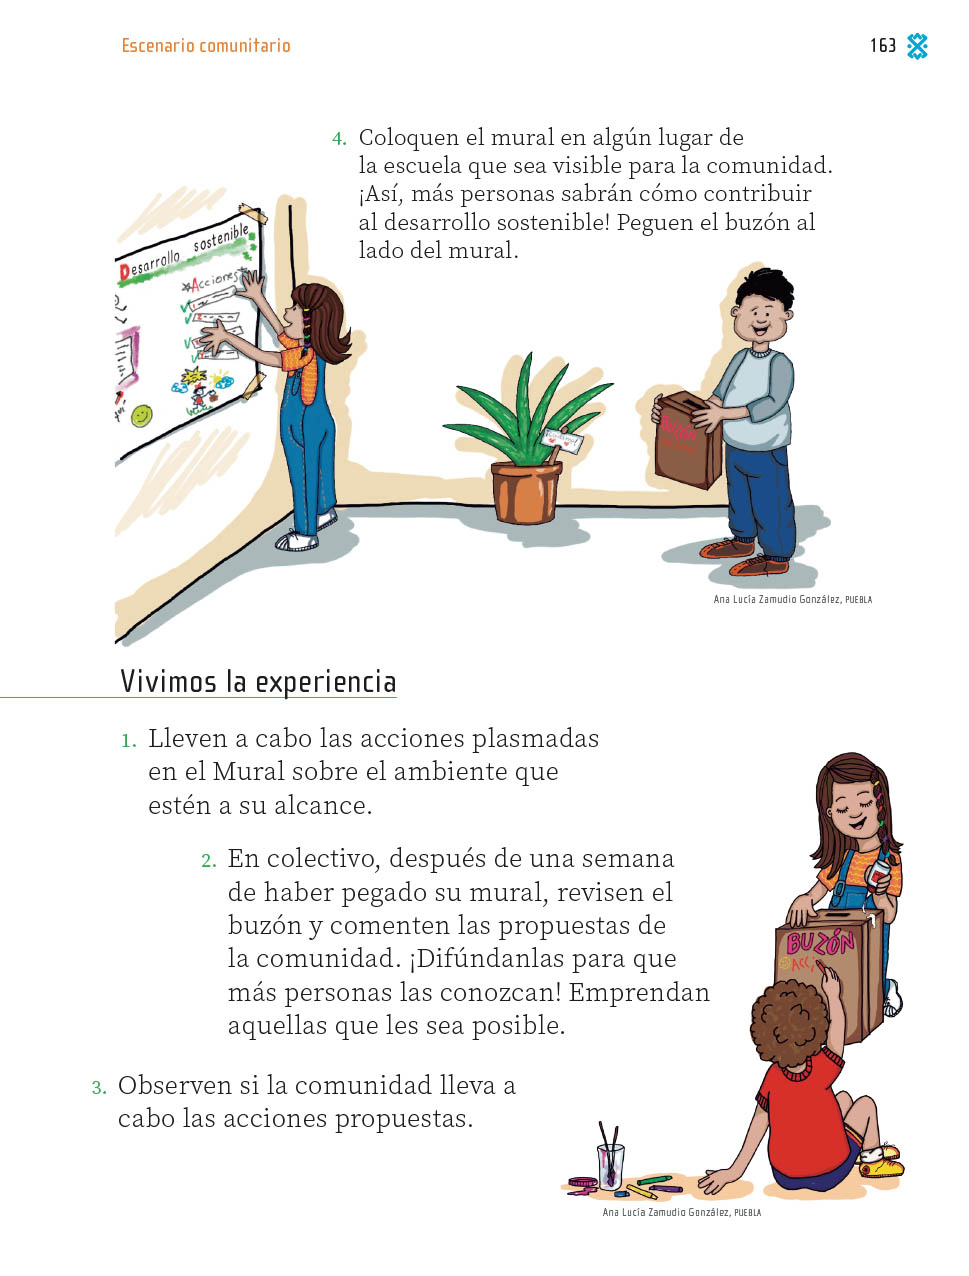 Escenario comunitario
163
4. Coloquen el mural en algún lugar de
la escuela que sea visible para la comunidad.
¡Así, más personas sabrán cómo contribuir
al desarrollo sostenible! Peguen el buzón al
lado del mural.
Desarrollo sostenible
Acciones
BUZÓN
Ana Lucía Zamudio González, PUEBLA
Vivimos la experiencia
1. Lleven a cabo las acciones plasmadas
en el Mural sobre el ambiente que
estén a su alcance.
2. En colectivo, después de una semana
de haber pegado su mural, revisen el
buzón y comenten las propuestas de
la comunidad. ¡Difúndanlas para que
más personas las conozcan! Emprendan
aquellas que les sea posible.
BUZÓN
ACCi
3. Observen si la comunidad lleva a
cabo las acciones propuestas.
Ana Lucía Zamudio González, PUEBLA